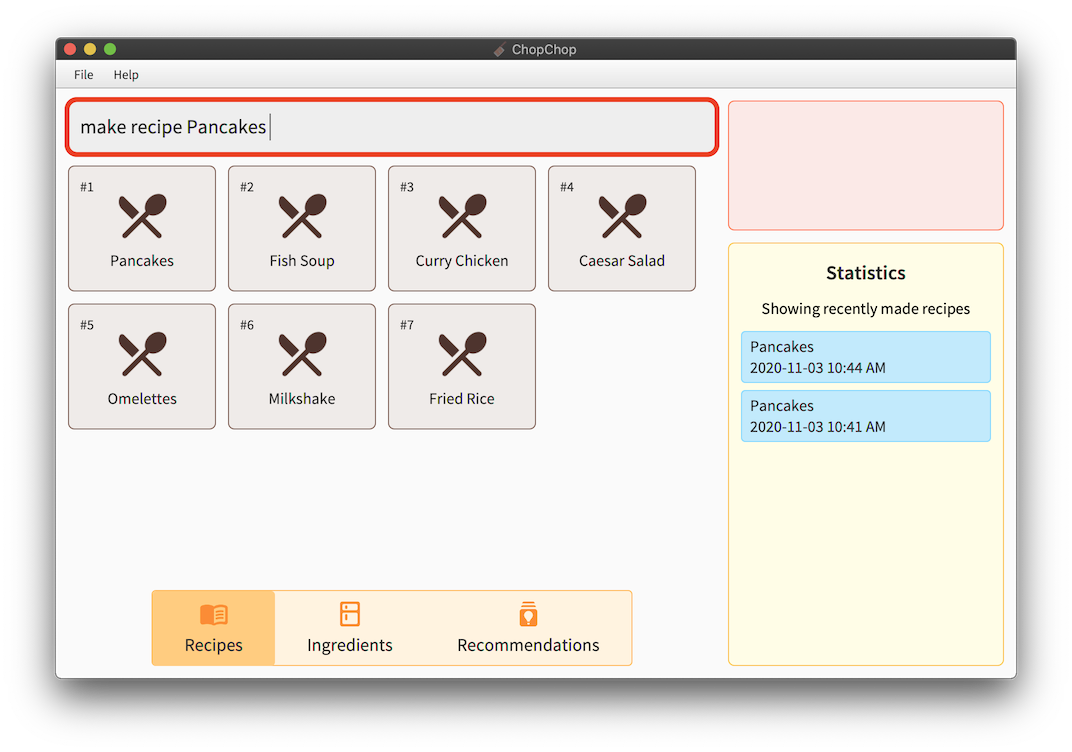 ChopChop
File Help
make recipe Pancakes
#1
Pancakes
#2
Fish Soup
#3
Curry Chicken
#4
Caesar Salad
#5
Omelettes
#6
Milkshake
#7
Fried Rice
Statistics
Showing recently made recipes
Pancakes
2020-11-03 10:44 AM
Pancakes
2020-11-03 10:41 AM
Recipes
Ingredients
Recommendations